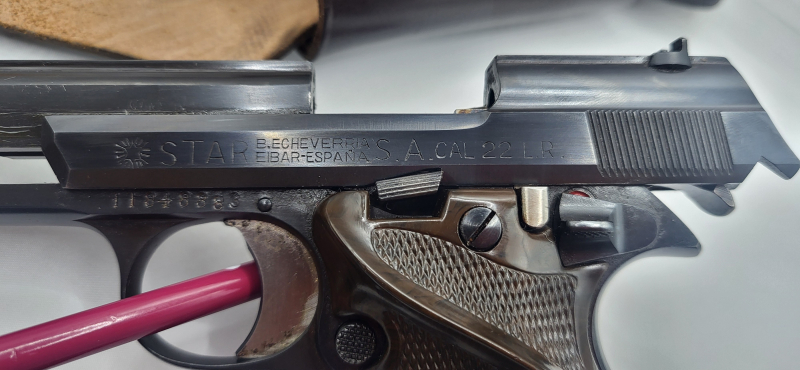 STAR B.ECHEVERRIA EIBAR-ESPAÑA S.A. CAL 22 L.R.